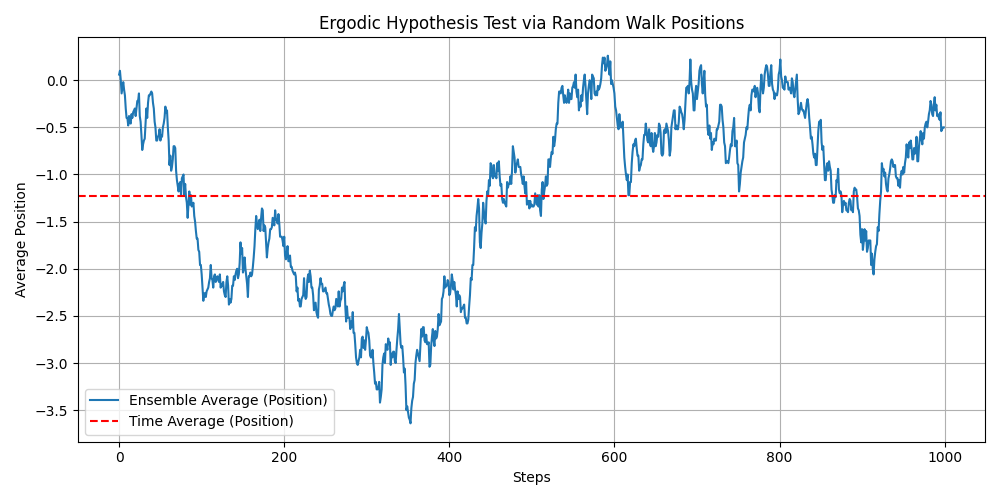 Ergodic Hypothesis Test via Random Walk Positions
Average Position
0.0
−0.5
−1.0
−1.5
−2.0
−2.5
−3.0
−3.5
Ensemble Average (Position)
Time Average (Position)
0 200 400 600 800 1000
Steps